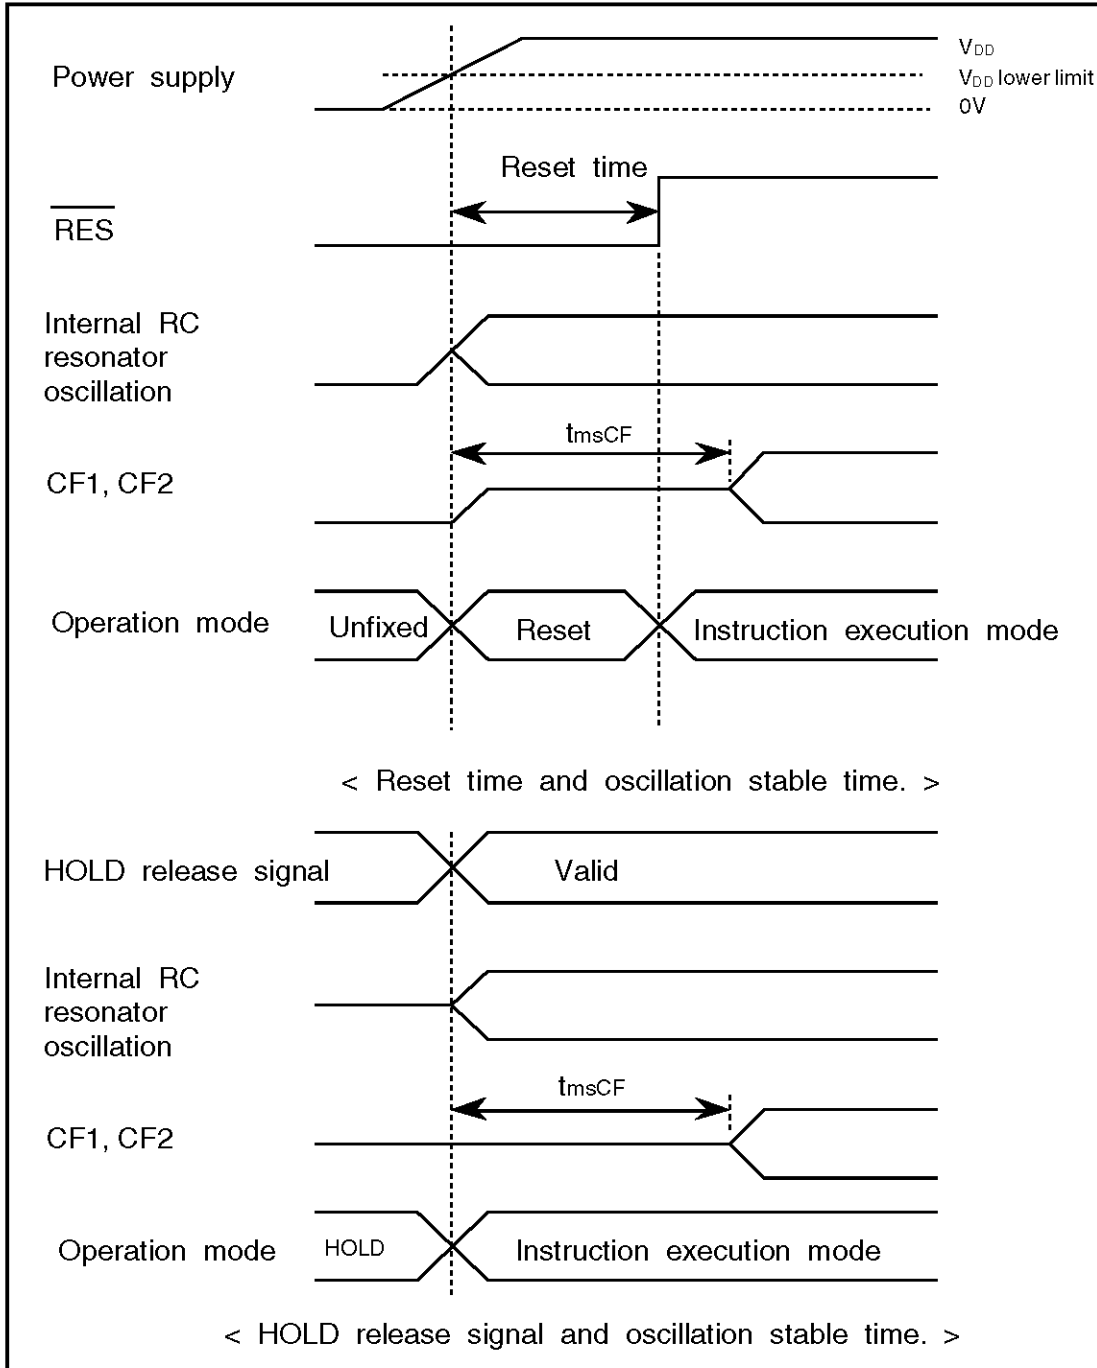 Power supply
VDD
VDD lower limit
0V
Reset time
RES
Internal RC
resonator
oscillation
tmsCF
CF1, CF2
Operation mode
Unfixed
Reset
Instruction execution mode
< Reset time and oscillation stable time. >
HOLD release signal
Valid
Internal RC
resonator
oscillation
tmsCF
CF1, CF2
Operation mode
HOLD
Instruction execution mode
< HOLD release signal and oscillation stable time. >